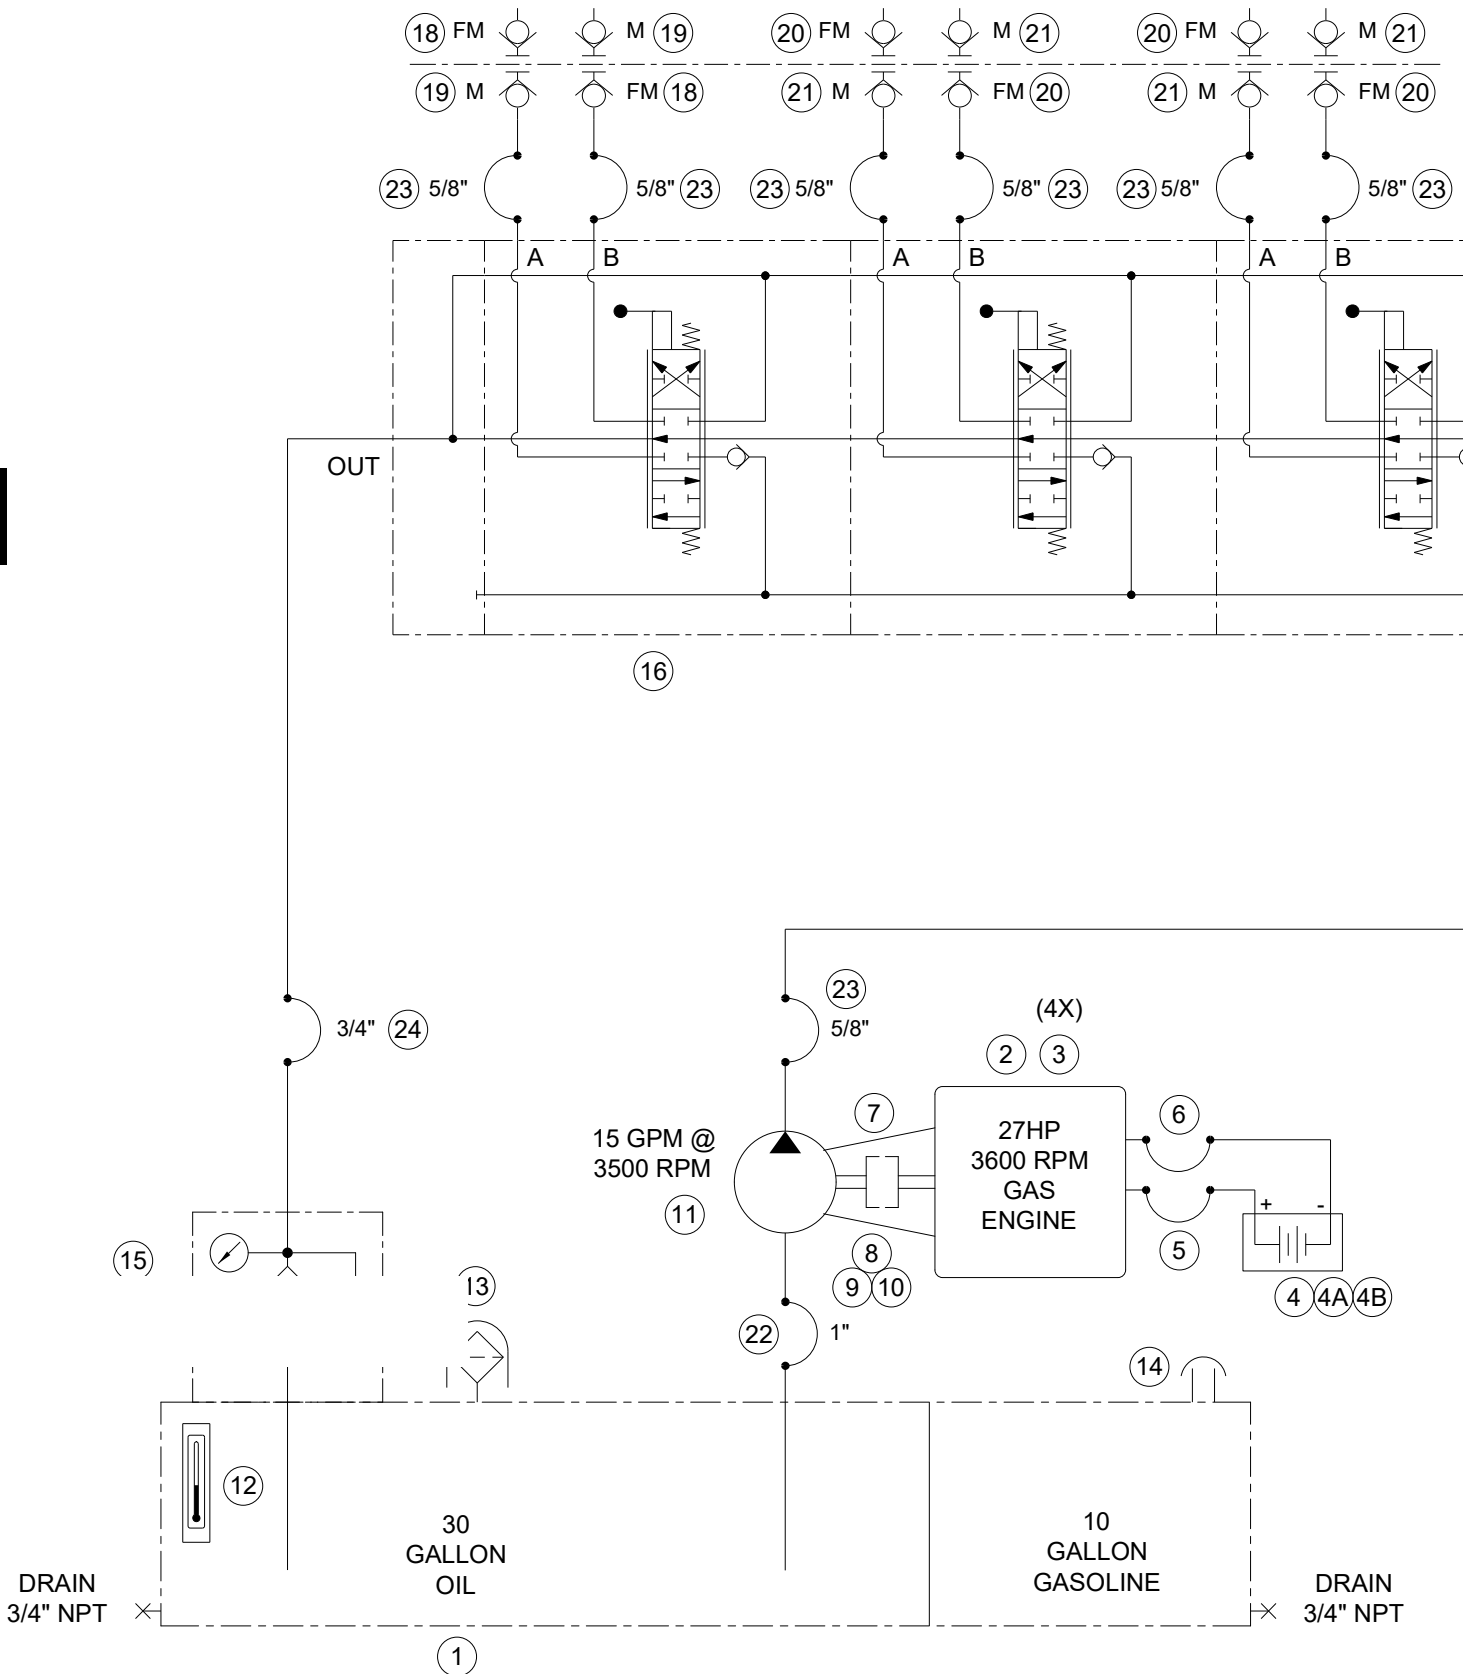 18 FM M 19 20 FM M 21 20 FM M 21
19 M FM 18 21 M FM 20 21 M FM 20
23 5/8" 5/8" 23 23 5/8" 5/8" 23 23 5/8" 5/8" 23
A B A B A B
OUT
16
23
5/8"
3/4" 24
(4X)
2 3
7
15 GPM @
3500 RPM
11
27HP
3600 RPM
GAS
ENGINE
6
5
+ -
4 4A 4B
8
9 10
15
13
22 1"
14
12
30
GALLON
OIL
10
GALLON
GASOLINE
DRAIN
3/4" NPT
DRAIN
3/4" NPT
1